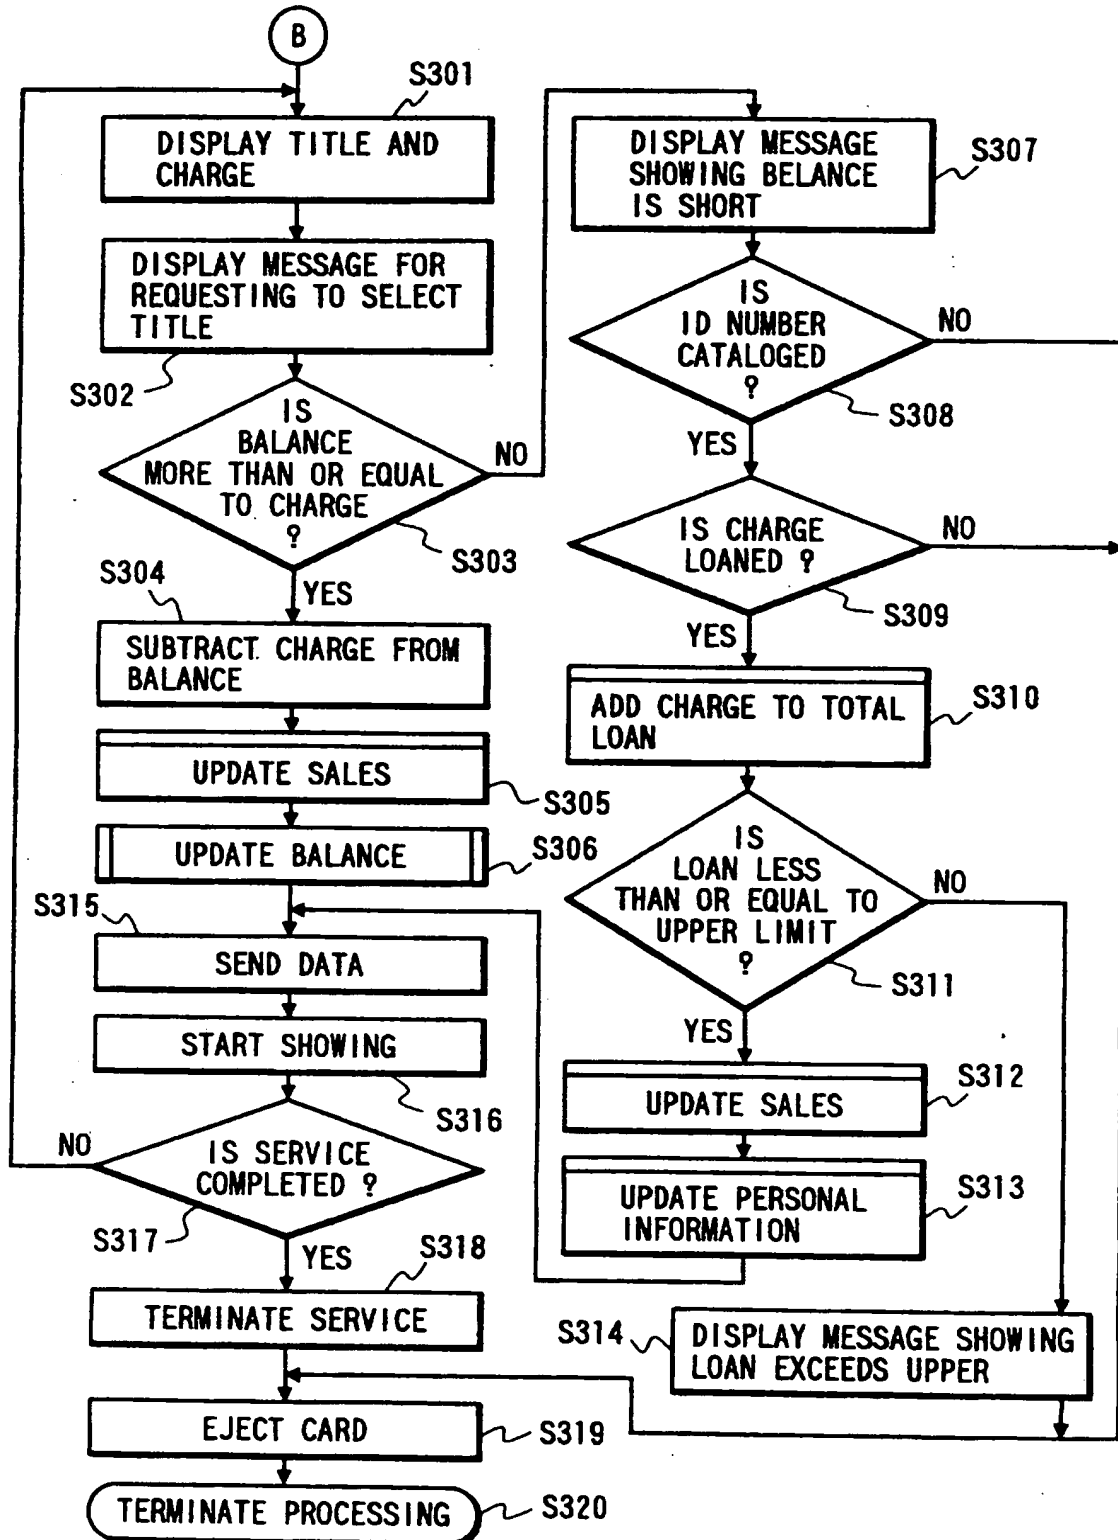 B
S301
DISPLAY TITLE AND
CHARGE
DISPLAY MESSAGE FOR
REQUESTING TO SELECT
TITLE
S302
IS
BALANCE
MORE THAN OR EQUAL
TO CHARGE
?
NO
S303
YES
S304
SUBTRACT CHARGE FROM
BALANCE
UPDATE SALES
S305
UPDATE BALANCE
S306
S315
SEND DATA
START SHOWING
S316
NO
IS SERVICE
COMPLETED ?
S317
YES
S318
TERMINATE SERVICE
EJECT CARD
S319
TERMINATE PROCESSING
S320
DISPLAY MESSAGE
SHOWING BELANCE
IS SHORT
S307
IS
ID NUMBER
CATALOGED
?
NO
S308
YES
IS CHARGE
LOANED ?
NO
S309
YES
ADD CHARGE TO TOTAL
LOAN
S310
IS
LOAN LESS
THAN OR EQUAL TO
UPPER LIMIT
?
NO
S311
YES
UPDATE SALES
S312
UPDATE PERSONAL
INFORMATION
S313
S314
DISPLAY MESSAGE SHOWING
LOAN EXCEEDS UPPER